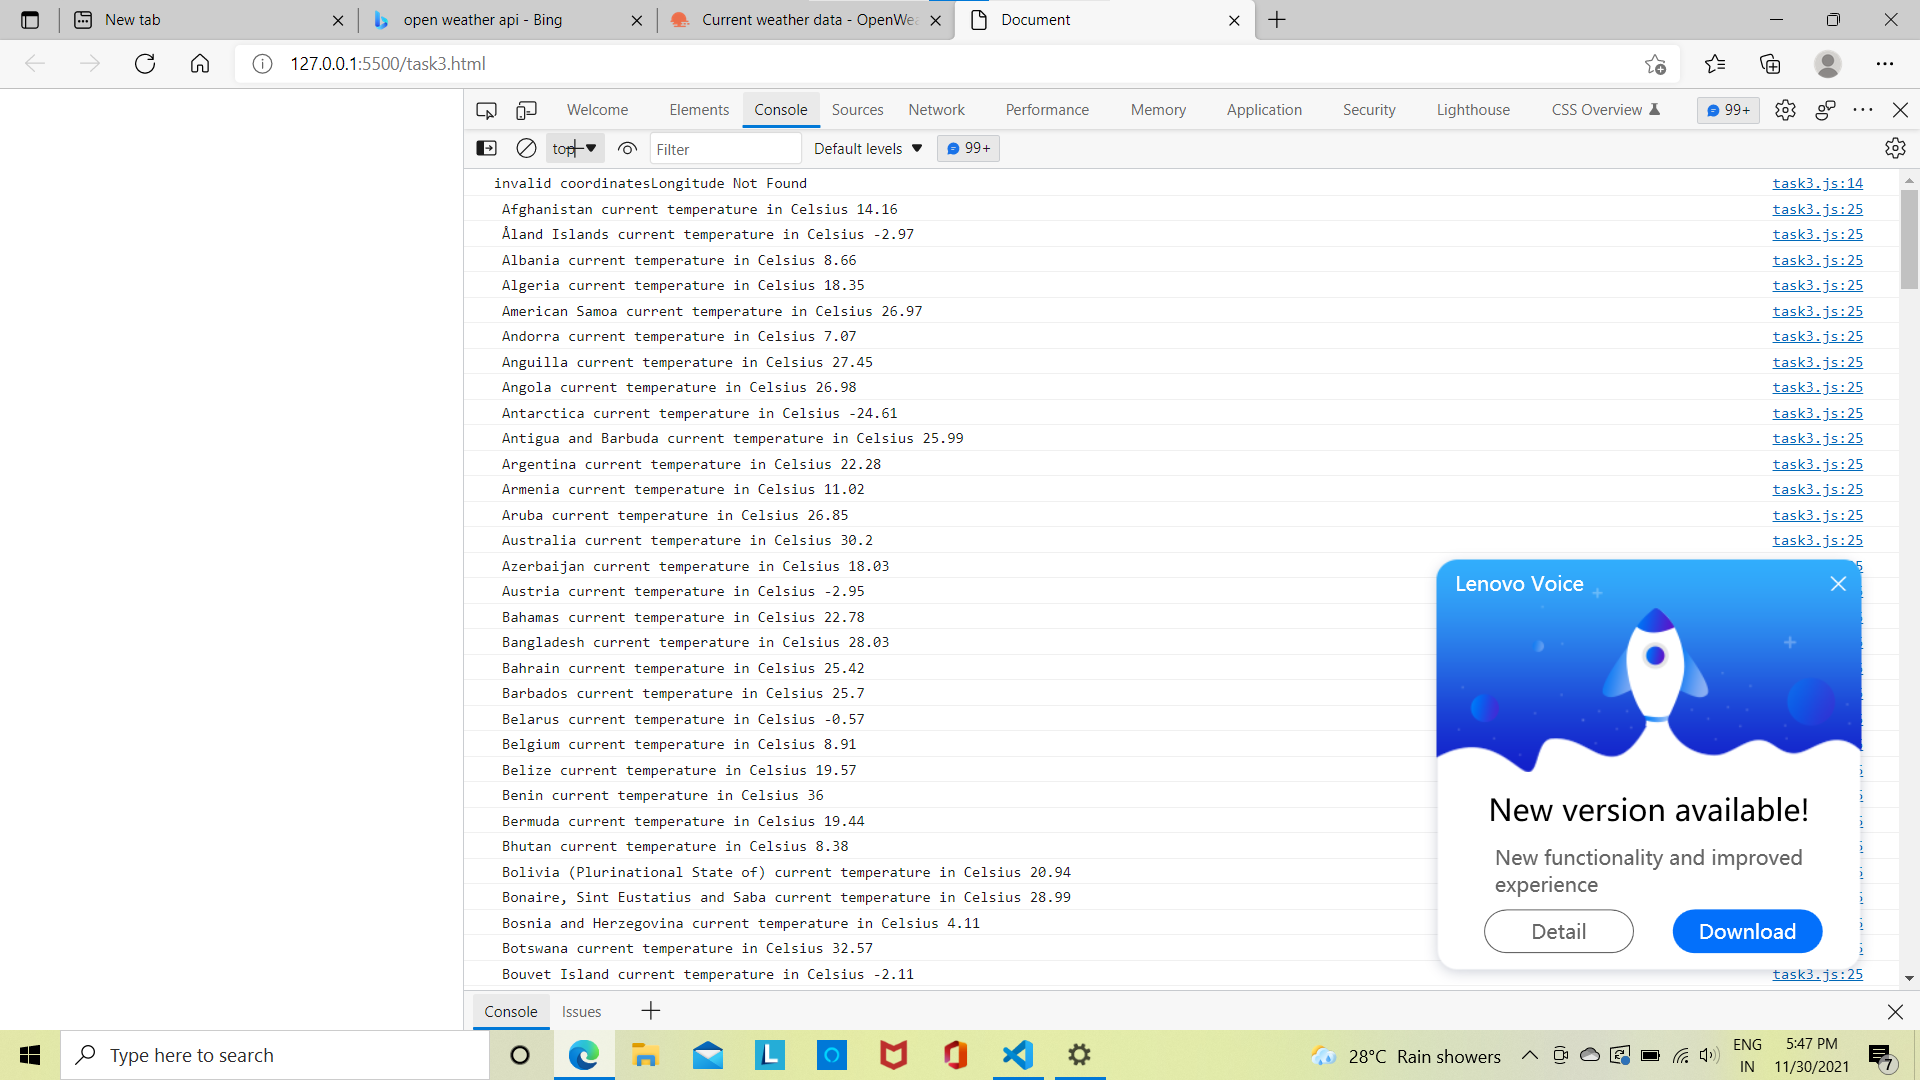 New tab
open weather api - Bing
Current weather data - OpenWea
Document
127.0.0.1:5500/task3.html
Welcome
Elements
Console
Sources
Network
Performance
Memory
Application
Security
Lighthouse
CSS Overview
99+
top
Filter
Default levels
99+
invalid coordinatesLongitude Not Found task3.js:14
Afghanistan current temperature in Celsius 14.16 task3.js:25
Åland Islands current temperature in Celsius -2.97 task3.js:25
Albania current temperature in Celsius 8.66 task3.js:25
Algeria current temperature in Celsius 18.35 task3.js:25
American Samoa current temperature in Celsius 26.97 task3.js:25
Andorra current temperature in Celsius 7.07 task3.js:25
Anguilla current temperature in Celsius 27.45 task3.js:25
Angola current temperature in Celsius 26.98 task3.js:25
Antarctica current temperature in Celsius -24.61 task3.js:25
Antigua and Barbuda current temperature in Celsius 25.99 task3.js:25
Argentina current temperature in Celsius 22.28 task3.js:25
Armenia current temperature in Celsius 11.02 task3.js:25
Aruba current temperature in Celsius 26.85 task3.js:25
Australia current temperature in Celsius 30.2 task3.js:25
Azerbaijan current temperature in Celsius 18.03
Austria current temperature in Celsius -2.95
Bahamas current temperature in Celsius 22.78
Bangladesh current temperature in Celsius 28.03
Bahrain current temperature in Celsius 25.42
Barbados current temperature in Celsius 25.7
Belarus current temperature in Celsius -0.57
Belgium current temperature in Celsius 8.91
Belize current temperature in Celsius 19.57
Benin current temperature in Celsius 36
Bermuda current temperature in Celsius 19.44
Bhutan current temperature in Celsius 8.38
Bolivia (Plurinational State of) current temperature in Celsius 20.94
Bonaire, Sint Eustatius and Saba current temperature in Celsius 28.99
Bosnia and Herzegovina current temperature in Celsius 4.11
Botswana current temperature in Celsius 32.57
Bouvet Island current temperature in Celsius -2.11 task3.js:25
Lenovo Voice
New version available!
New functionality and improved
experience
Detail
Download
Console
Issues
Type here to search
28°C Rain showers
ENG
IN
5:47 PM
11/30/2021
7